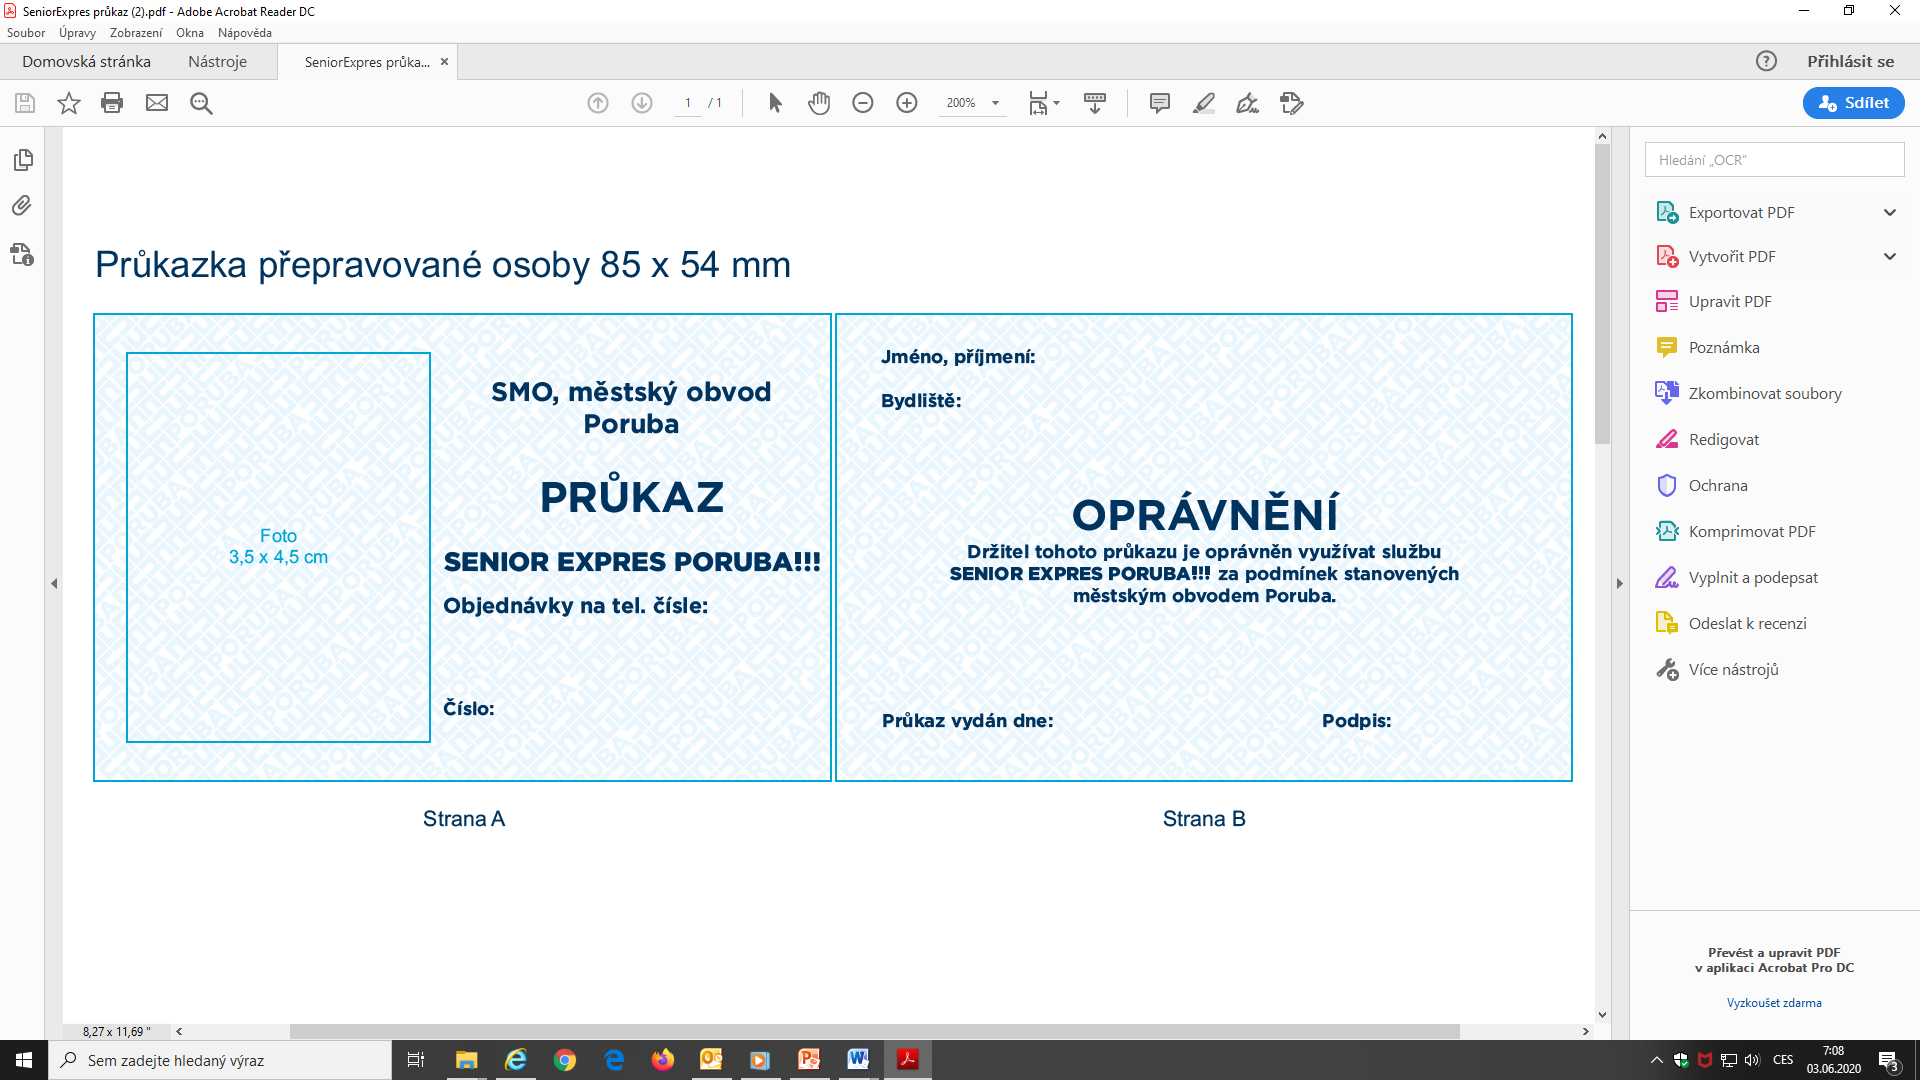 SeniorExpres průkaz (2).pdf - Adobe Acrobat Reader DC
Soubor Úpravy Zobrazení Okna Nápověda
Domovská stránka Nástroje SeniorExpres průka... × Přihlásit se
1 / 1 200% Sdílet
Hledání „OCR“
Exportovat PDF
Vytvořit PDF
Upravit PDF
Poznámka
Zkombinovat soubory
Redigovat
Ochrana
Komprimovat PDF
Vyplnit a podepsat
Odeslat k recenzi
Více nástrojů
Průkazka přepravované osoby 85 x 54 mm
Foto
3,5 x 4,5 cm
SMO, městský obvod
Poruba
PRŮKAZ
SENIOR EXPRES PORUBA!!!
Objednávky na tel. čísle:
Číslo:
Strana A
Jméno, příjmení:
Bydliště:
OPRÁVNĚNÍ
Držitel tohoto průkazu je oprávněn využívat službu
SENIOR EXPRES PORUBA!!! za podmínek stanovených
městským obvodem Poruba.
Průkaz vydán dne: Podpis:
Strana B
Převést a upravit PDF
v aplikaci Acrobat Pro DC
Vyzkoušet zdarma
8,27 x 11,69 "
Sem zadejte hledaný výraz
CES
7:08
03.06.2020
3